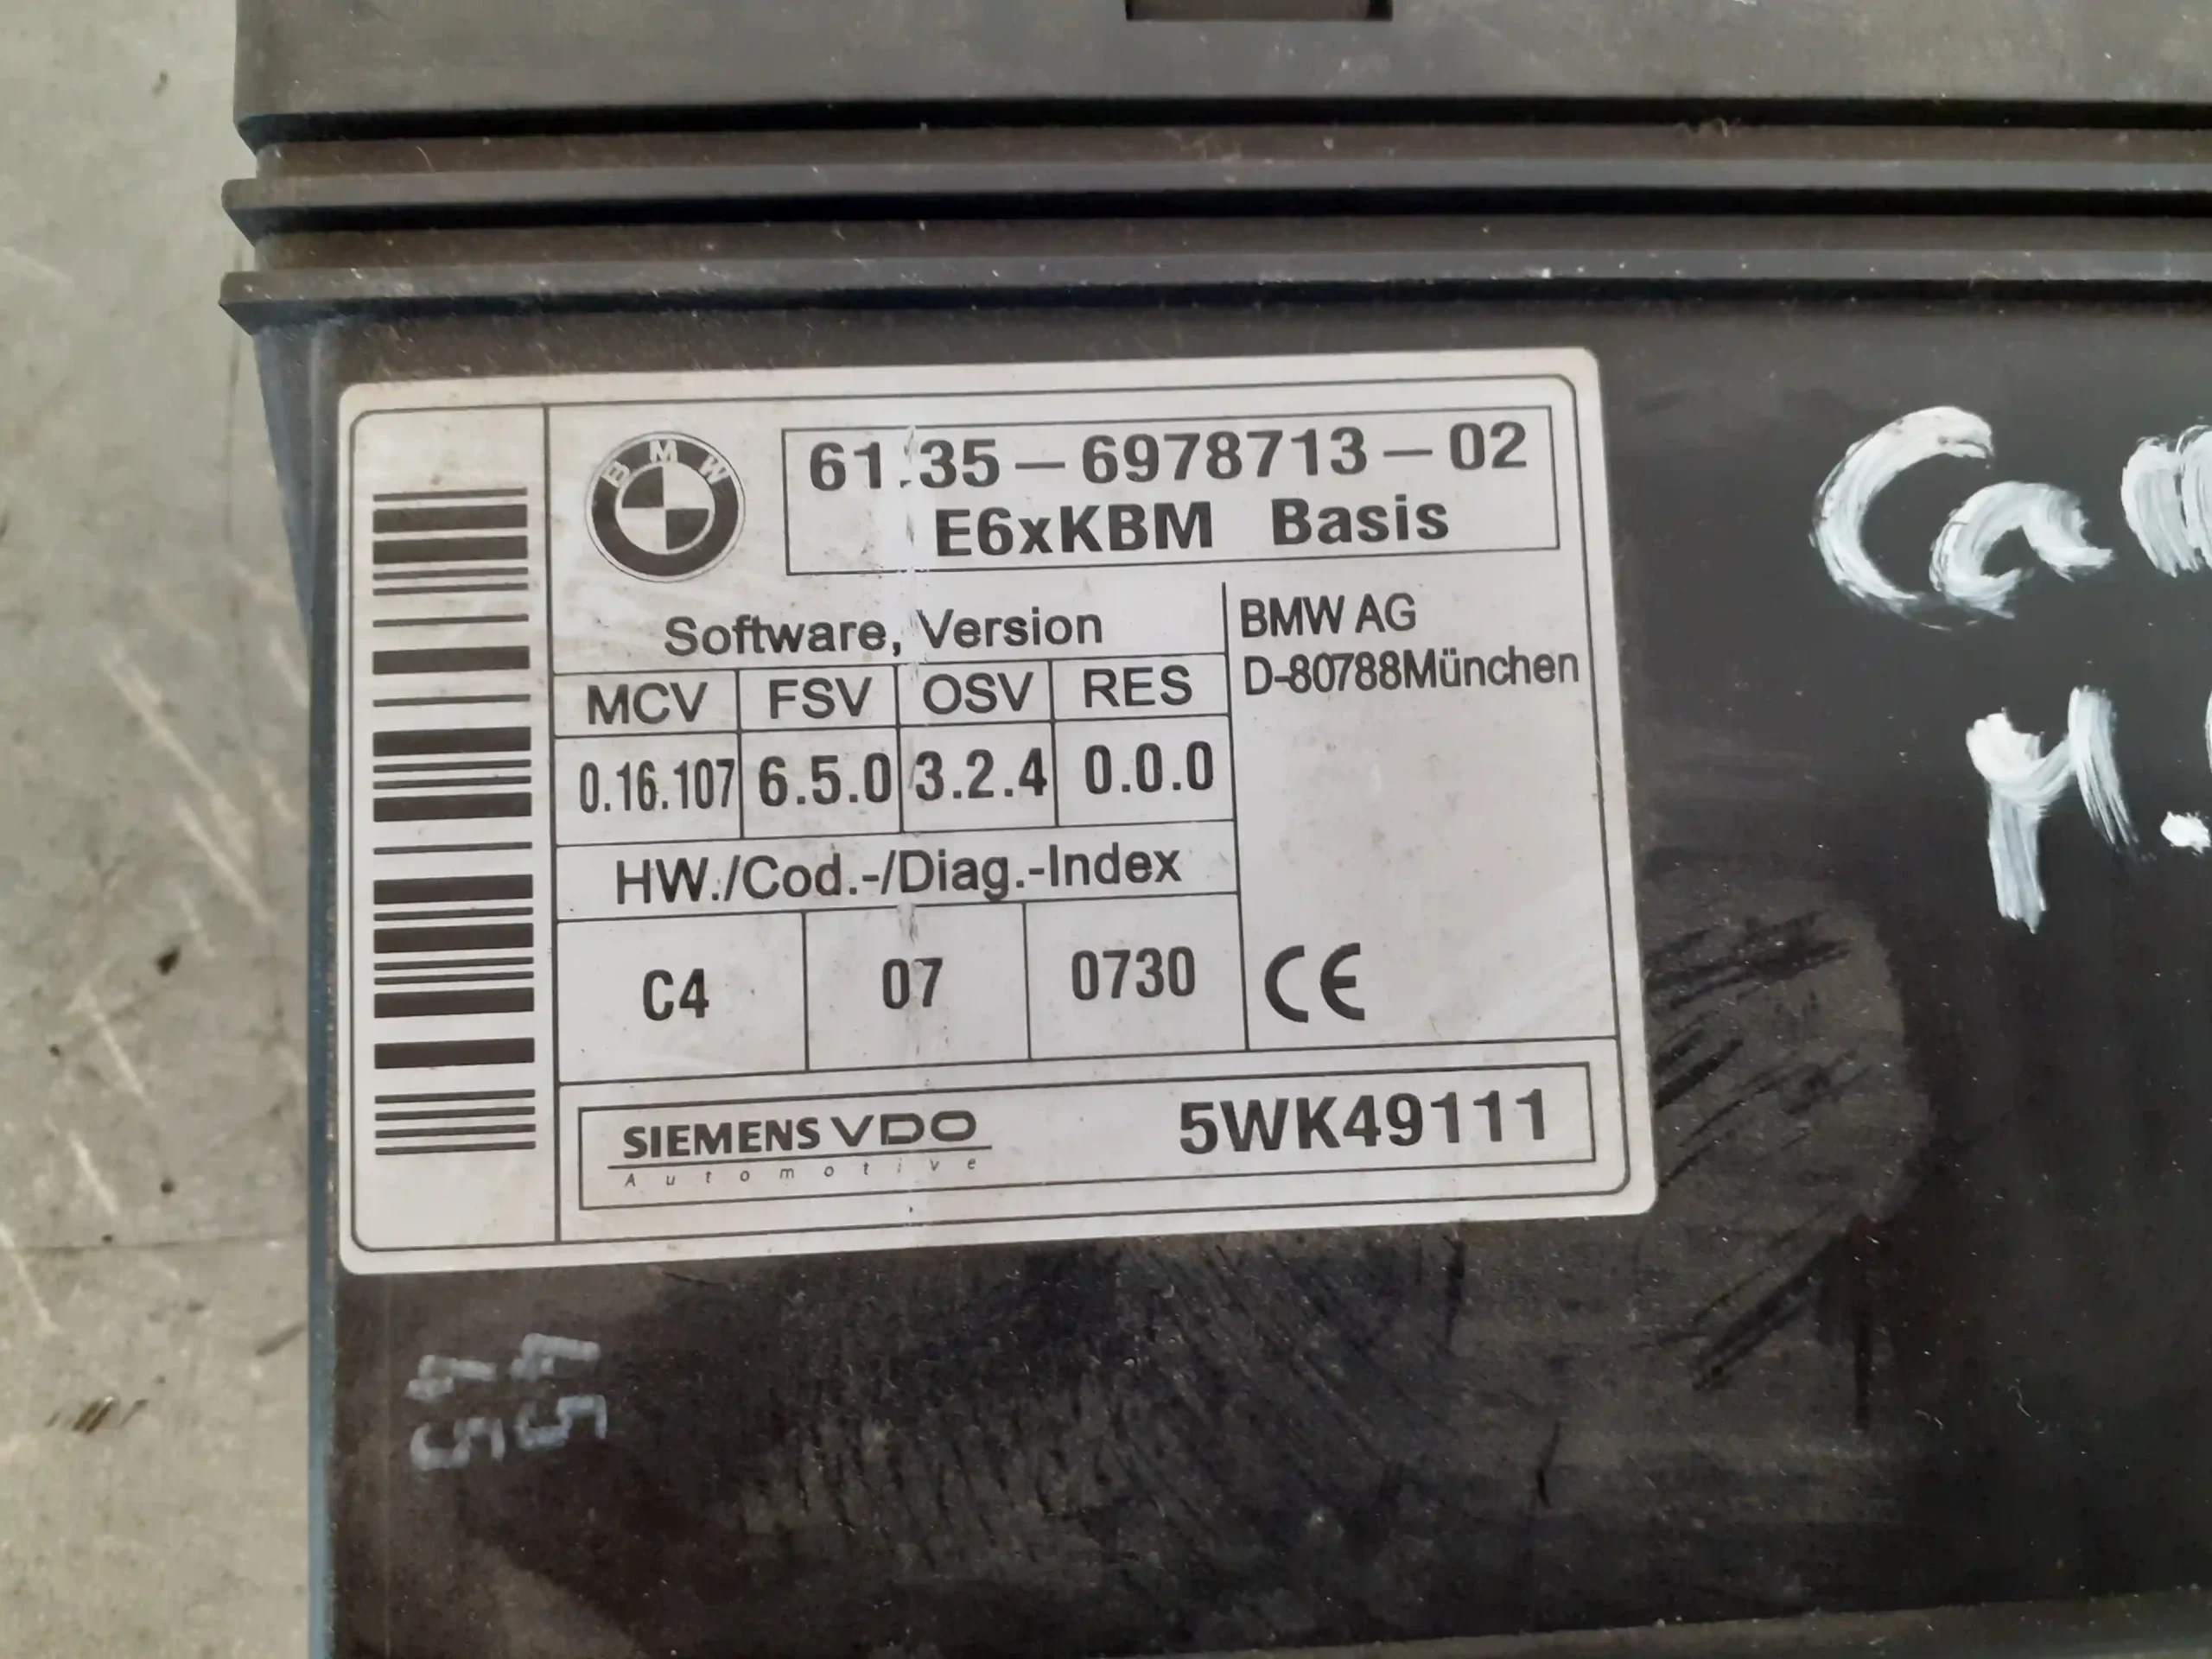 BMW
61.35-6978713-02
E6xKBM Basis
Software, Version
BMW AG
D-80788München
MCV FSV OSV RES
0.16.107 6.5.0 3.2.4 0.0.0
HW./Cod.-/Diag.-Index
C4 07 0730
CE
SIEMENS VDO
Automotive
5WK49111